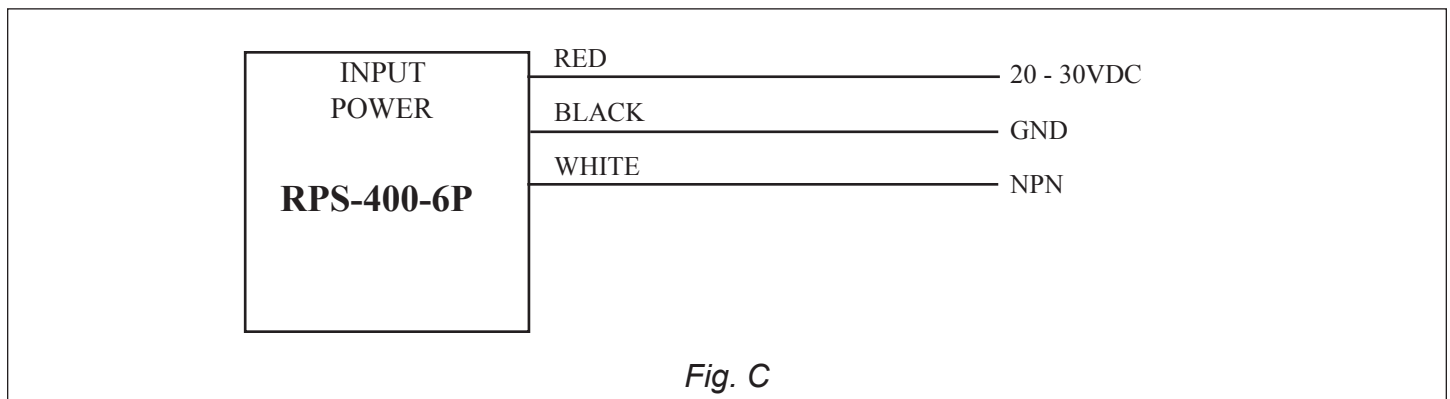 INPUT
POWER
RPS-400-6P
RED
20 - 30VDC
BLACK
GND
WHITE
NPN
Fig. C